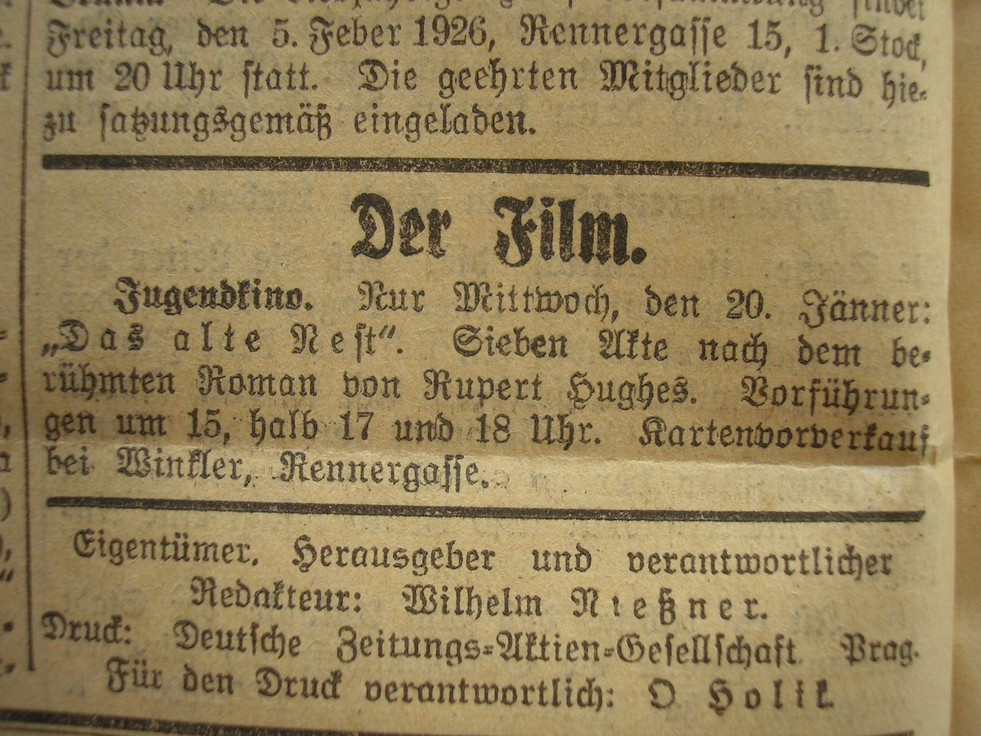 Freitag, den 5. Feber 1926, Rennergasse 15, 1. Stock,
um 20 Uhr statt. Die geehrten Mitglieder sind hie-
zu satzungsgemäß eingeladen.
Der Film.
Jugendkino. Nur Mittwoch, den 20. Jänner:
„Das alte Nest“. Sieben Akte nach dem be-
rühmten Roman von Rupert Hughes. Vorführun-
gen um 15, halb 17 und 18 Uhr. Kartenvorverkauf
bei Winkler, Rennergasse.
Eigentümer, Herausgeber und verantwortlicher
Redakteur: Wilhelm Nießner.
Druck: Deutsche Zeitungs-Aktien-Gesellschaft Prag.
Für den Druck verantwortlich: O Holik